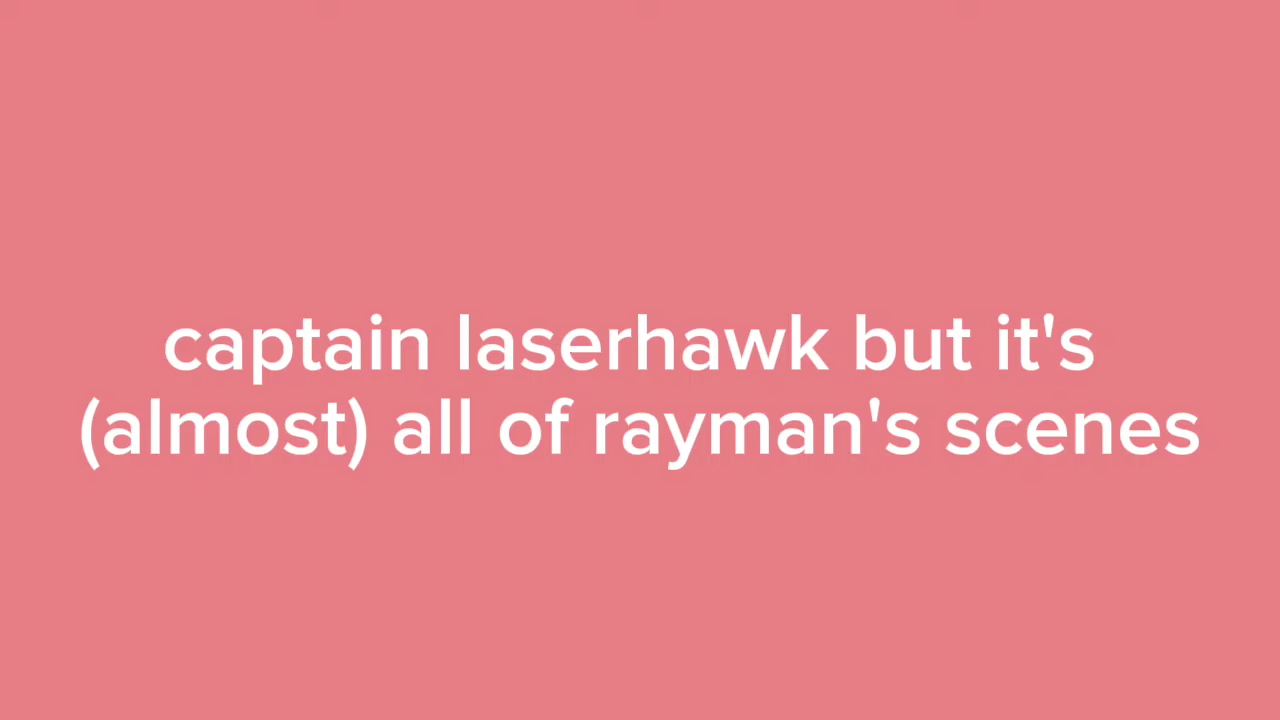 captain laserhawk but it's
(almost) all of rayman's scenes